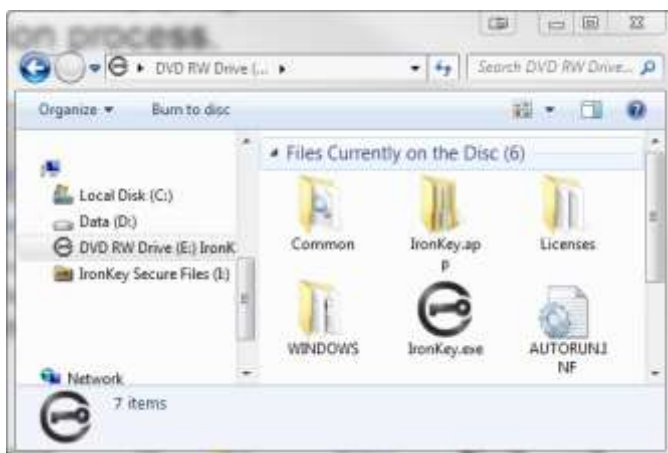 on process.
DVD RW Drive (... 
Search DVD RW Drive...
Organize
Burn to disc
Files Currently on the Disc (6)
Local Disk (C:)
Data (D:)
DVD RW Drive (E:) IronK
IronKey Secure Files (I:)
Network
Common
IronKey.ap
p
Licenses
WINDOWS
IronKey.exe
AUTORUN.I
NF
7 items